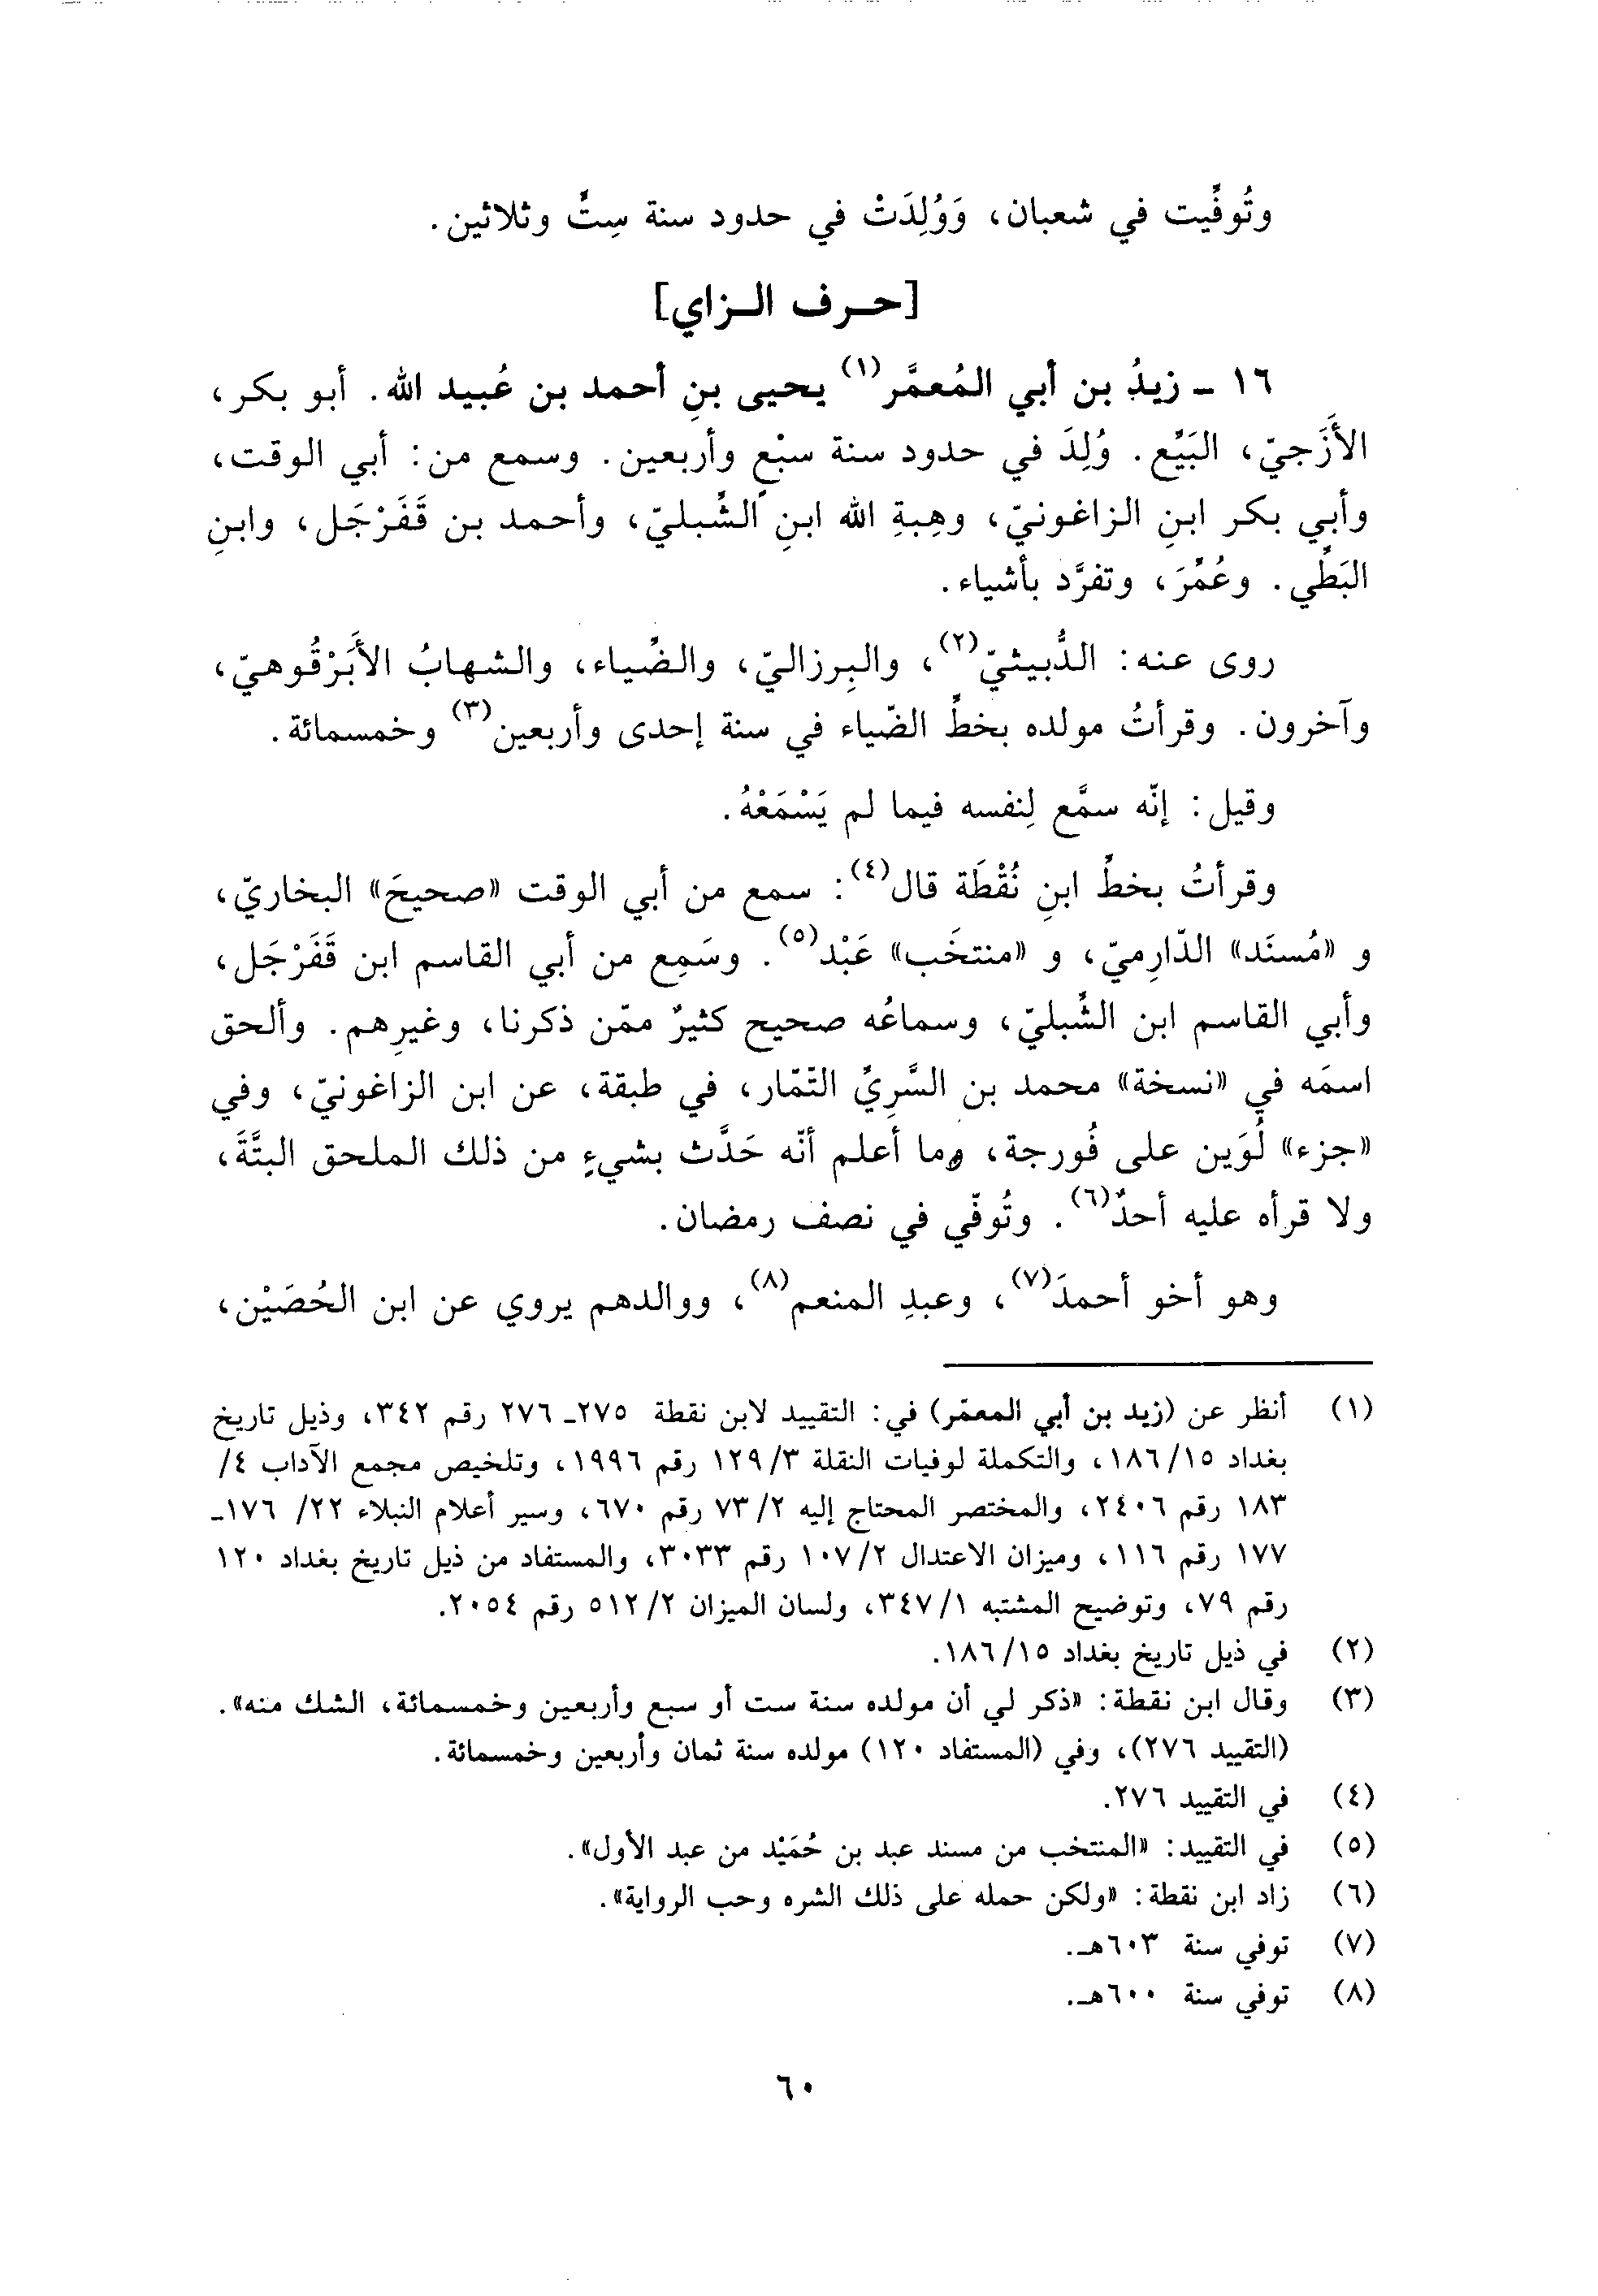 وتُوفِّيت في شعبان، وَوُلِدَتْ في حدود سنة سِتٍّ وثلاثين.
[حرف الزاي]
١٦ - زيدُ بن أبي المُعمَّر(١) يحيى بنِ أحمد بن عُبيد الله. أبو بكر،
الأَزَجيّ، البَيِّع. وُلِدَ في حدود سنة سبْعٍ وأربعين. وسمع من: أبي الوقت،
وأبي بكر ابنِ الزاغونيّ، وهِبةِ الله ابنِ الشِّبليّ، وأحمد بن قَفَرْجَل، وابنِ
البَطِّي. وعُمِّرَ، وتفرَّد بأشياء.
روى عنه: الدُّبيثيّ(٢)، والبِرزاليّ، والضِّياء، والشهابُ الأَبَرْقُوهيّ،
وآخرون. وقرأتُ مولده بخطِّ الضّياء في سنة إحدى وأربعين(٣) وخمسمائة.
وقيل: إنّه سمَّع لِنفسه فيما لم يَسْمَعْهُ.
وقرأتُ بخطِّ ابنِ نُقْطَة قال(٤): سمع من أبي الوقت «صحيحَ» البخاريّ،
و «مُسنَد» الدّارِميّ، و «منتخَب» عَبْد(٥). وسَمِع من أبي القاسم ابن قَفَرْجَل،
وأبي القاسم ابن الشِّبليّ، وسماعُه صحيح كثيرٌ ممّن ذكرنا، وغيرِهم. وألحق
اسمَه في «نسخة» محمد بن السَّرِيِّ التّمّار، في طبقة، عن ابن الزاغونيّ، وفي
«جزء» لُوَين على فُورجة، وما أعلم أنّه حَدَّث بشيءٍ من ذلك الملحق البتَّةَ،
ولا قرأه عليه أحدٌ(٦). وتُوفّي في نصف رمضان.
وهو أخو أحمدَ(٧)، وعبدِ المنعم(٨)، ووالدهم يروي عن ابن الحُصَيْن،
(١) أنظر عن (زيد بن أبي المعمّر) في: التقييد لابن نقطة ٢٧٥ـ ٢٧٦ رقم ٣٤٢، وذيل تاريخ
بغداد ١٥/ ١٨٦، والتكملة لوفيات النقلة ٣/ ١٢٩ رقم ١٩٩٦، وتلخيص مجمع الآداب ٤/
١٨٣ رقم ٢٤٠٦، والمختصر المحتاج إليه ٢/ ٧٣ رقم ٦٧٠، وسير أعلام النبلاء ٢٢/ ١٧٦ـ
١٧٧ رقم ١١٦، وميزان الاعتدال ٢/ ١٠٧ رقم ٣٠٣٣، والمستفاد من ذيل تاريخ بغداد ١٢٠
رقم ٧٩، وتوضيح المشتبه ١/ ٣٤٧، ولسان الميزان ٢/ ٥١٢ رقم ٢٠٥٤.
(٢) في ذيل تاريخ بغداد ١٥/ ١٨٦.
(٣) وقال ابن نقطة: «ذكر لي أن مولده سنة ست أو سبع وأربعين وخمسمائة، الشك منه».
(التقييد ٢٧٦)، وفي (المستفاد ١٢٠) مولده سنة ثمان وأربعين وخمسمائة.
(٤) في التقييد ٢٧٦.
(٥) في التقييد: «المنتخب من مسند عبد بن حُمَيْد من عبد الأول».
(٦) زاد ابن نقطة: «ولكن حمله على ذلك الشره وحب الرواية».
(٧) توفي سنة ٦٠٣هـ.
(٨) توفي سنة ٦٠٠هـ.
٦٠